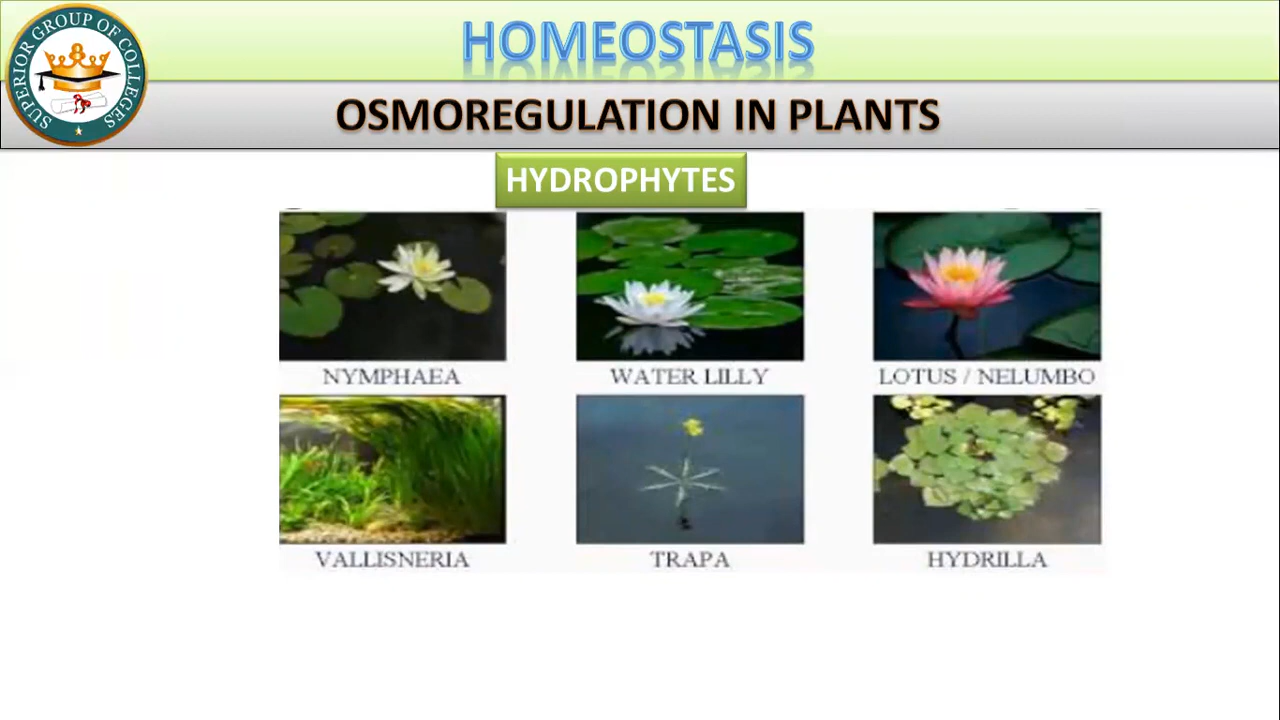 SUPERIOR GROUP OF COLLEGES
HOMEOSTASIS
OSMOREGULATION IN PLANTS
HYDROPHYTES
NYMPHAEA WATER LILLY LOTUS / NELUMBO
VALLISNERIA TRAPA HYDRILLA